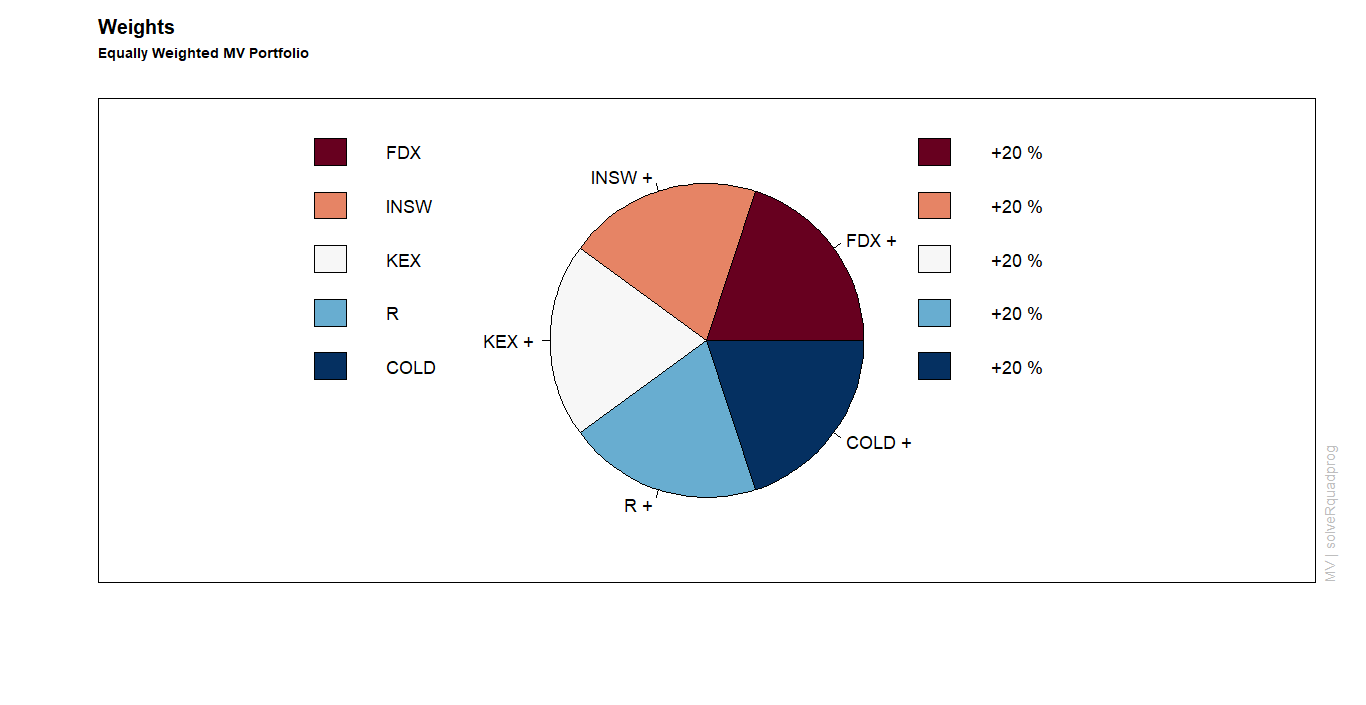 Weights
Equally Weighted MV Portfolio
FDX
INSW
KEX
R
COLD
INSW +
FDX +
KEX +
R +
COLD +
+20 %
+20 %
+20 %
+20 %
+20 %
MV | solveRquadprog